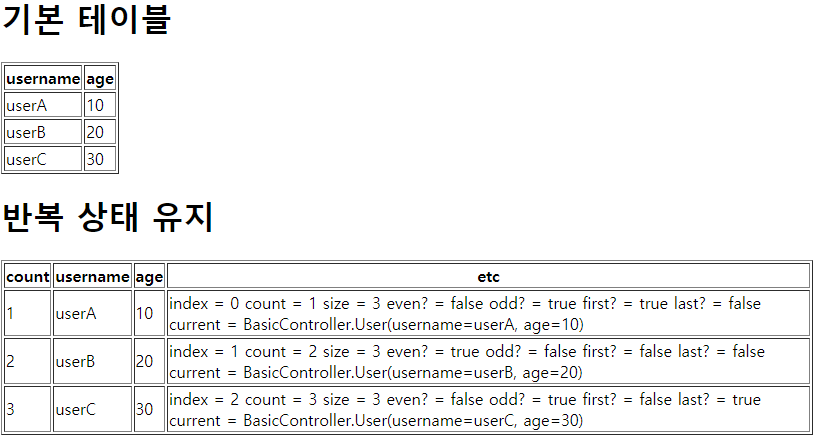 기본 테이블
username age
userA 10
userB 20
userC 30
반복 상태 유지
count username age etc
1 userA 10 index = 0 count = 1 size = 3 even? = false odd? = true first? = true last? = false
current = BasicController.User(username=userA, age=10)
2 userB 20 index = 1 count = 2 size = 3 even? = true odd? = false first? = false last? = false
current = BasicController.User(username=userB, age=20)
3 userC 30 index = 2 count = 3 size = 3 even? = false odd? = true first? = false last? = true
current = BasicController.User(username=userC, age=30)